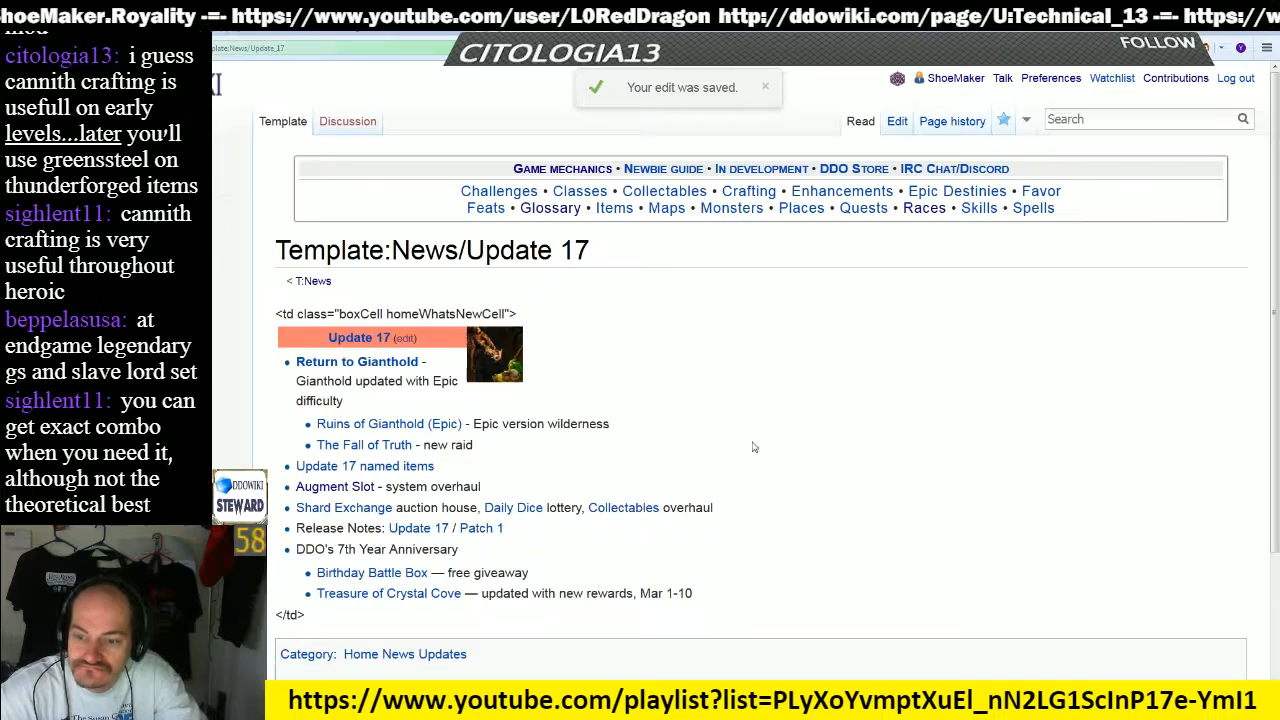 ShoeMaker.Royality -=- https://www.youtube.com/user/L0RedDragon http://ddowiki.com/page/U:Technical_13 -=- https://w
citologia13: i guess
cannith crafting is
usefull on early
levels...later you'll
use greenssteel on
thunderforged items
sighlent11: cannith
crafting is very
useful throughout
heroic
beppelasusa: at
endgame legendary
gs and slave lord set
sighlent11: you can
get exact combo
when you need it,
although not the
theoretical best
Template:News/Update_17
CITOLOGIA13
FOLLOW
Your edit was saved. ×
ShoeMaker Talk Preferences Watchlist Contributions Log out
Template Discussion
Read Edit Page history
Search
GAME MECHANICS • NEWBIE GUIDE • IN DEVELOPMENT • DDO STORE • IRC CHAT/DISCORD
Challenges • Classes • Collectables • Crafting • Enhancements • Epic Destinies • Favor
Feats • Glossary • Items • Maps • Monsters • Places • Quests • Races • Skills • Spells
Template:News/Update 17
< T:News
<td class="boxCell homeWhatsNewCell">
Update 17 (edit)
• Return to Gianthold -
Gianthold updated with Epic
difficulty
• Ruins of Gianthold (Epic) - Epic version wilderness
• The Fall of Truth - new raid
• Update 17 named items
• Augment Slot - system overhaul
• Shard Exchange auction house, Daily Dice lottery, Collectables overhaul
• Release Notes: Update 17 / Patch 1
• DDO's 7th Year Anniversary
• Birthday Battle Box — free giveaway
• Treasure of Crystal Cove — updated with new rewards, Mar 1-10
</td>
Category: Home News Updates
DDOWIKI
STEWARD
58
https://www.youtube.com/playlist?list=PLyXoYvmptXuEl_nN2LG1ScInP17e-YmI1